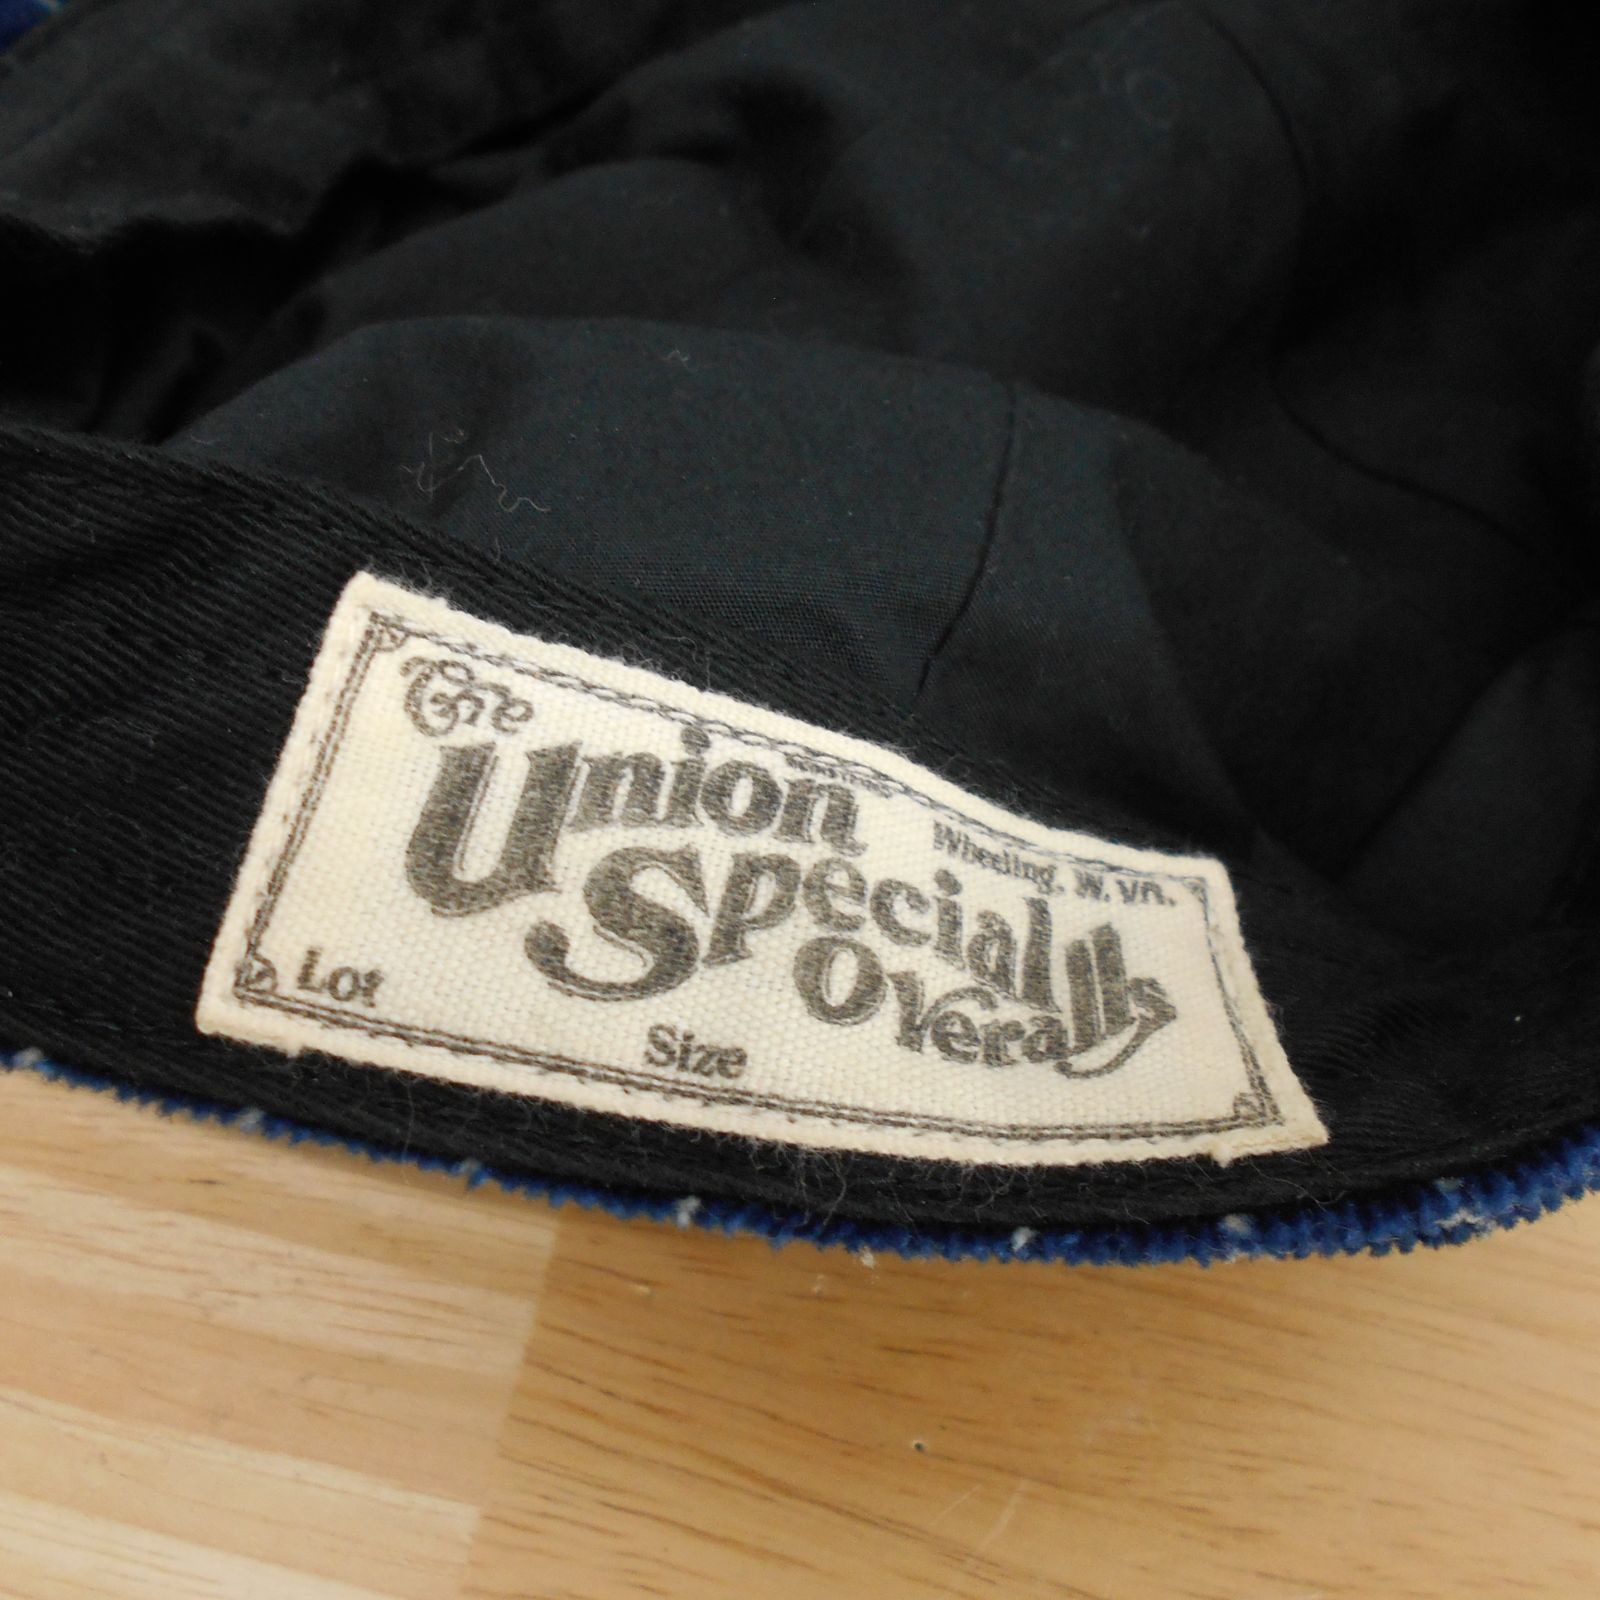 The
Union
Special
Overalls
Wheeling, W. Va.
Lot
Size